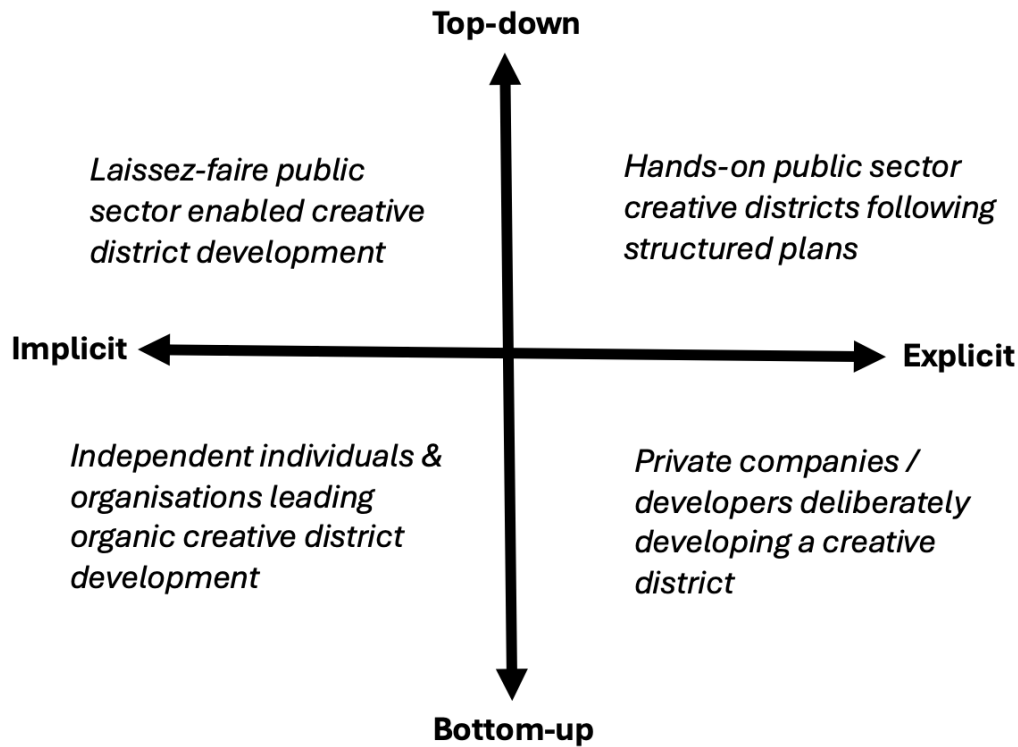 Top-down
Laissez-faire public
sector enabled creative
district development
Hands-on public sector
creative districts following
structured plans
Implicit
Explicit
Independent individuals &
organisations leading
organic creative district
development
Private companies /
developers deliberately
developing a creative
district
Bottom-up